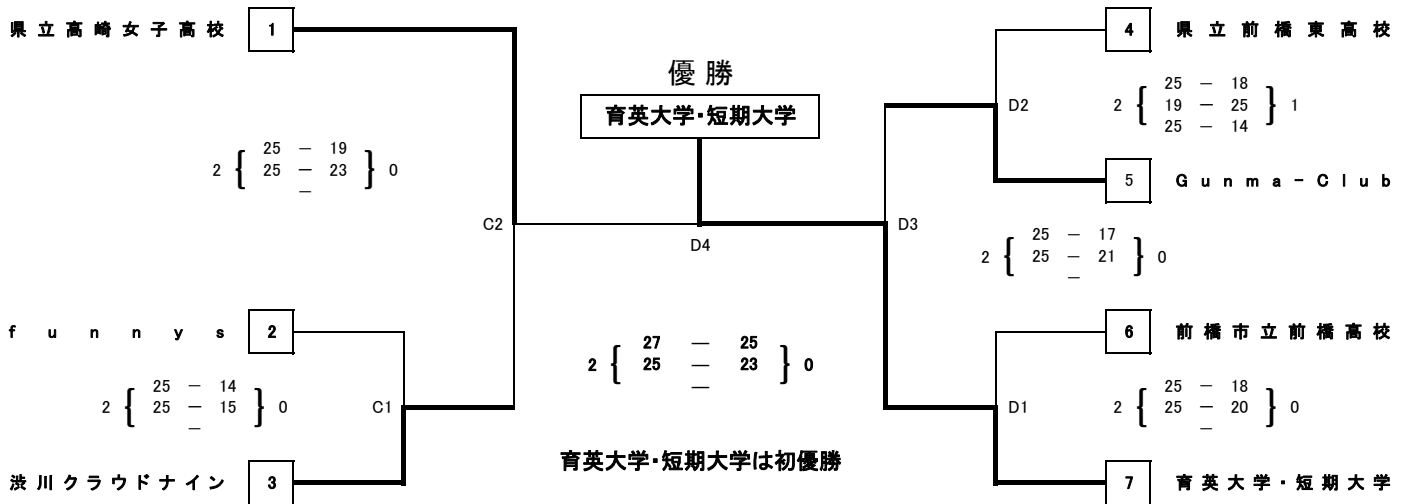 県立高崎女子高校 1
4 県立前橋東高校
優勝
育英大学・短期大学
25 － 18
2 { 19 － 25 } 1
25 － 14
D2
25 － 19
2 { 25 － 23 } 0
－
5 Gunma－Club
C2
D3
D4
25 － 17
2 { 25 － 21 } 0
－
funnys 2
6 前橋市立前橋高校
27 － 25
2 { 25 － 23 } 0
－
25 － 14
2 { 25 － 15 } 0
－
C1
D1
25 － 18
2 { 25 － 20 } 0
－
育英大学・短期大学は初優勝
渋川クラウドナイン 3
7 育英大学・短期大学